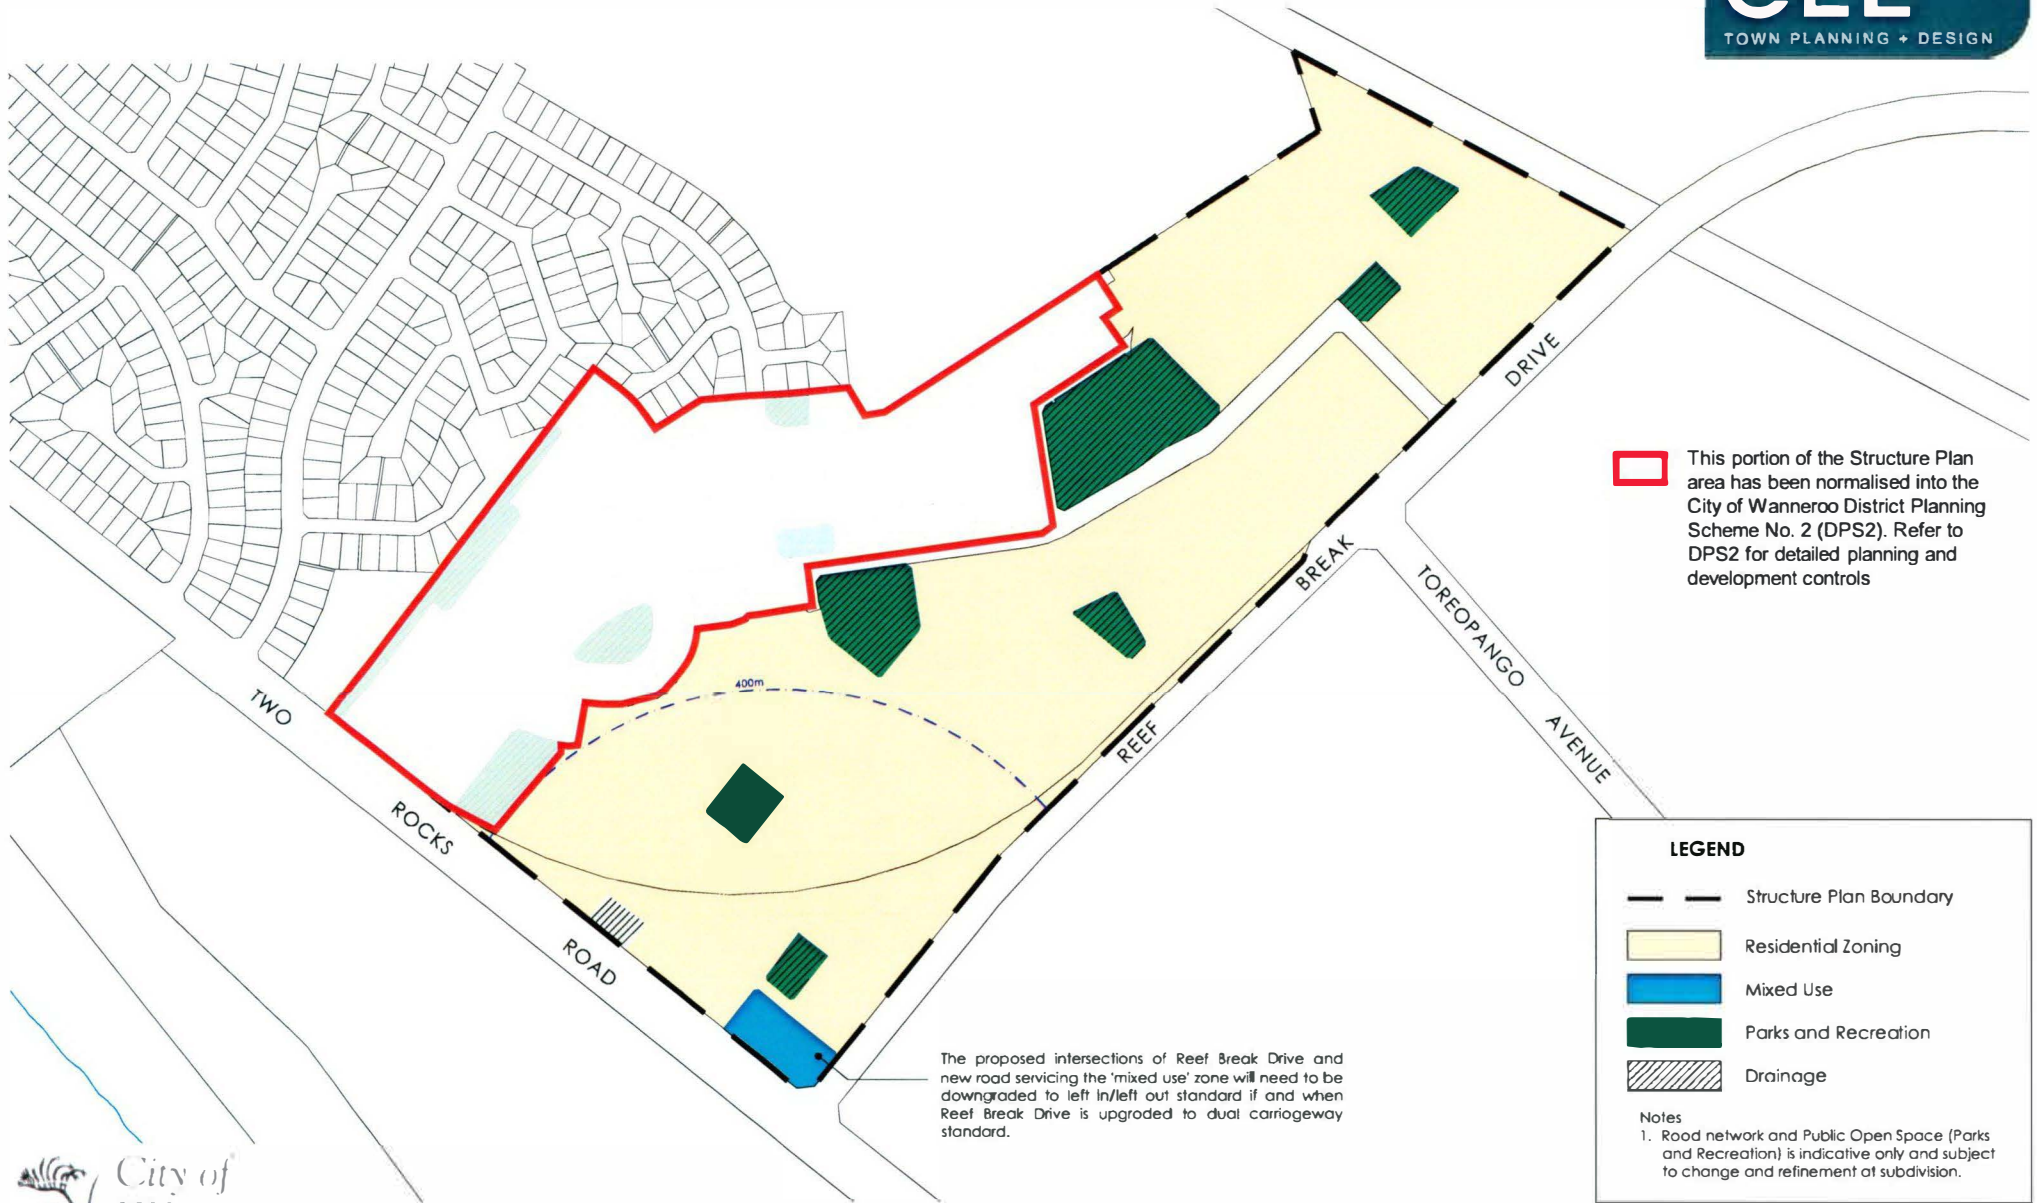 TOWN PLANNING + DESIGN
DRIVE
This portion of the Structure Plan
area has been normalised into the
City of Wanneroo District Planning
Scheme No. 2 (DPS2). Refer to
DPS2 for detailed planning and
development controls
BREAK
TOREOPANGO
AVENUE
REEF
400m
TWO
ROCKS
ROAD
LEGEND
Structure Plan Boundary
Residential Zoning
Mixed Use
Parks and Recreation
Drainage
Notes
1. Rood network and Public Open Space (Parks
and Recreation) is indicative only and subject
to change and refinement at subdivision.
The proposed intersections of Reef Break Drive and
new road servicing the 'mixed use' zone will need to be
downgraded to left in/left out standard if and when
Reef Break Drive is upgroded to dual carriogeway
standard.
City of